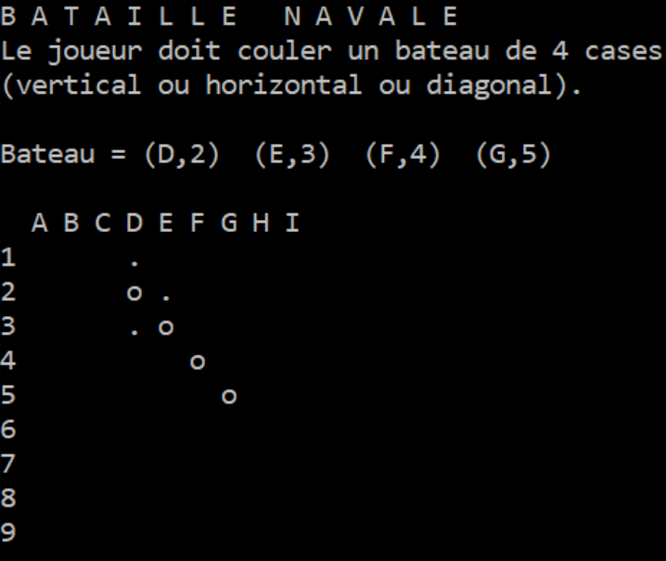 B A T A I L L E   N A V A L E
Le joueur doit couler un bateau de 4 cases
(vertical ou horizontal ou diagonal).
Bateau = (D,2)  (E,3)  (F,4)  (G,5)
  A B C D E F G H I
1       .
2       o .
3       . o
4           o
5             o
6
7
8
9